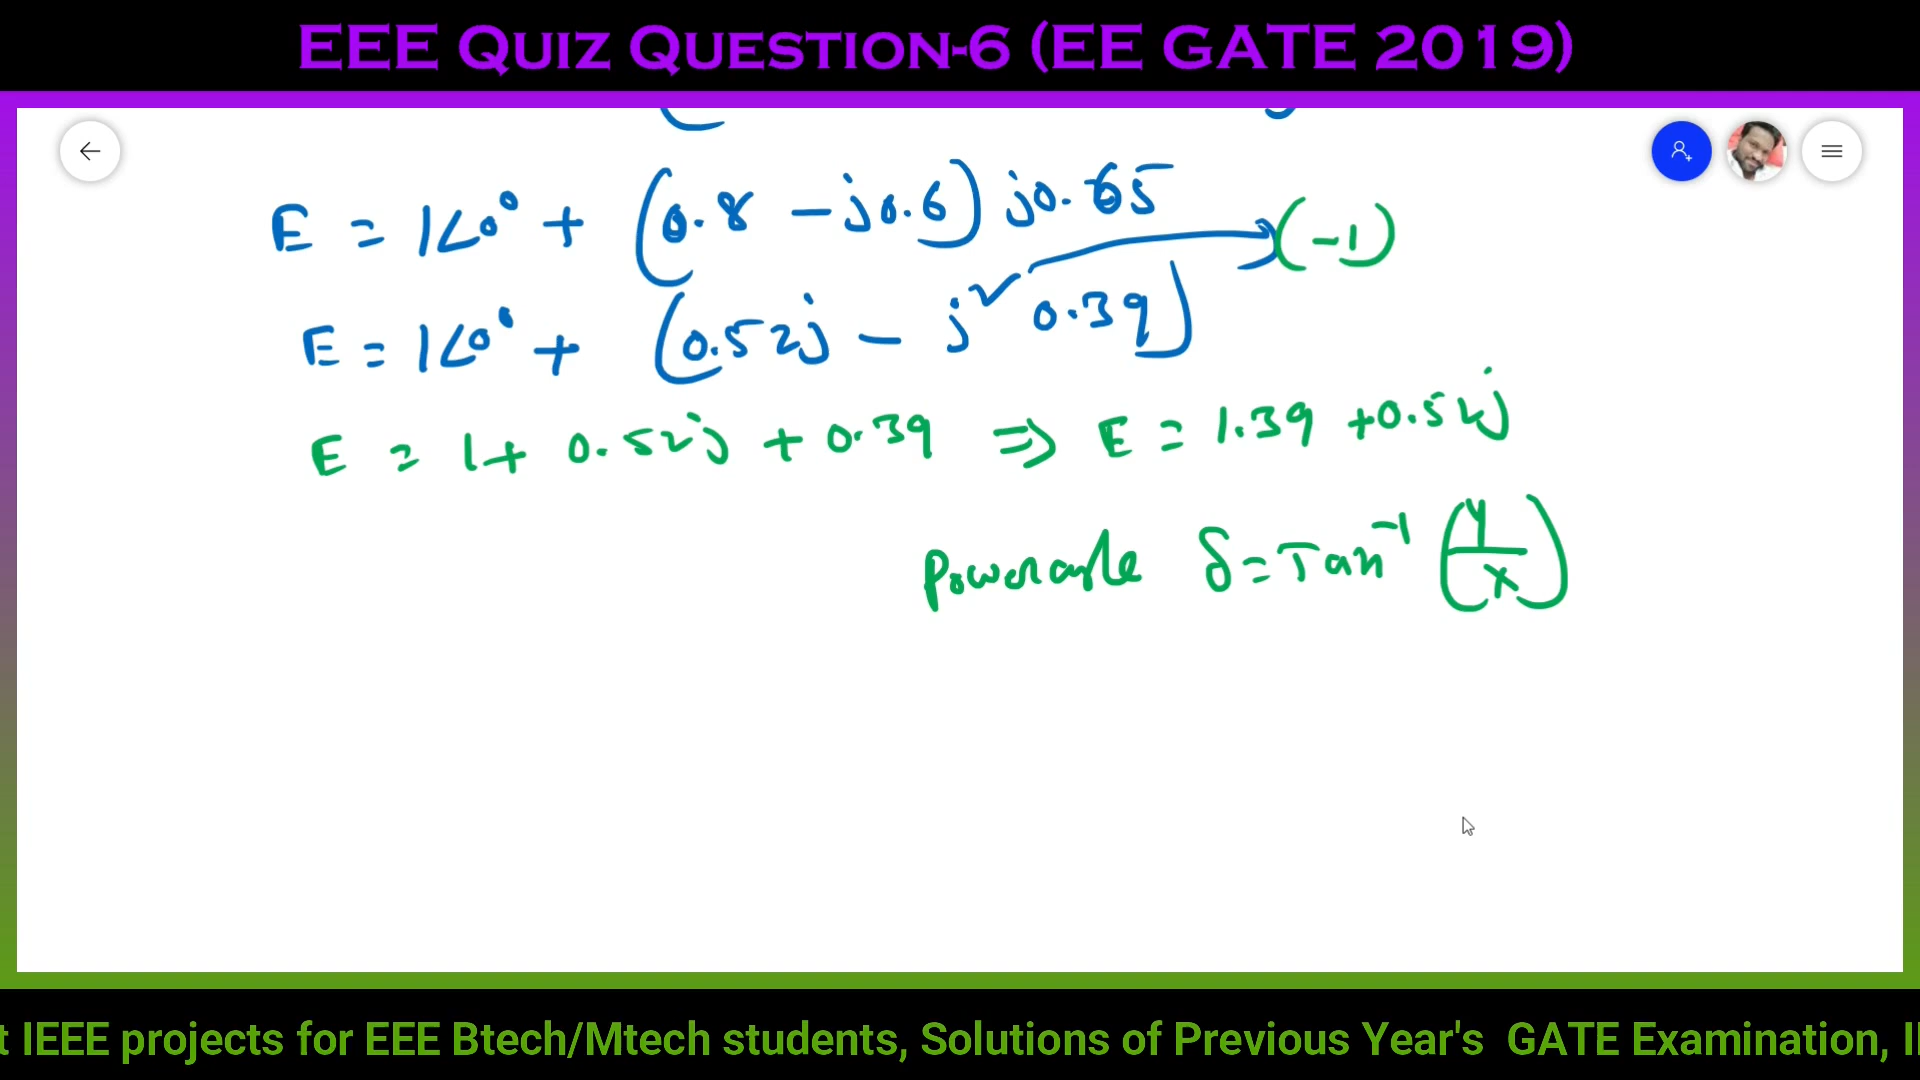 EEE QUIZ QUESTION-6 (EE GATE 2019)
E = 1∠0° + (0.8 - j0.6) j0.65
(-1)
E = 1∠0° + (0.52j - j² 0.39)
E = 1 + 0.52j + 0.39 ⇒ E = 1.39 + 0.52j
Power angle δ = Tan⁻¹ (y/x)
t IEEE projects for EEE Btech/Mtech students, Solutions of Previous Year's GATE Examination, I